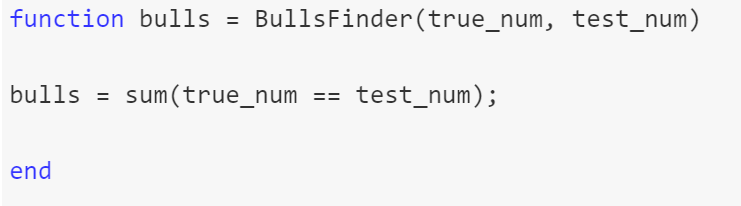 function bulls = BullsFinder(true_num, test_num)
bulls = sum(true_num == test_num);
end